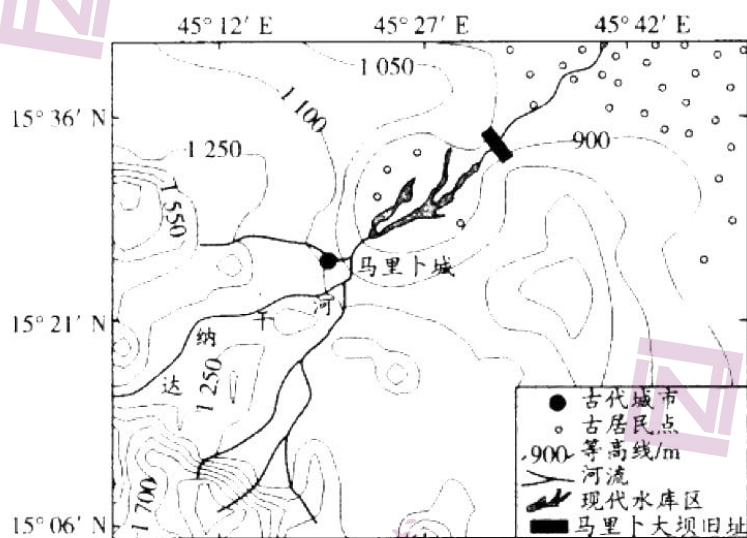 45°12′E 45°27′E 45°42′E
1 050
15°36′N
1 100
900
1 250
1 550
马里卜城
15°21′N
河
干
纳
达
1 250
古代城市
古居民点
900 等高线/m
河流
1 700
现代水库区
15°06′N
马里卜大坝旧址